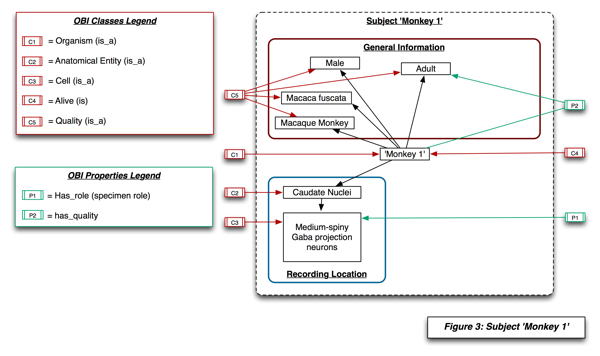 OBI Classes Legend
C1 = Organism (is_a)
C2 = Anatomical Entity (is_a)
C3 = Cell (is_a)
C4 = Alive (is)
C5 = Quality (is_a)
OBI Properties Legend
P1 = Has_role (specimen role)
P2 = has_quality
Subject 'Monkey 1'
General Information
Male
Adult
C5
Macaca fuscata
P2
Macaque Monkey
C1
'Monkey 1'
C4
C2
Caudate Nuclei
C3
Medium-spiny
Gaba projection
neurons
P1
Recording Location
Figure 3: Subject 'Monkey 1'